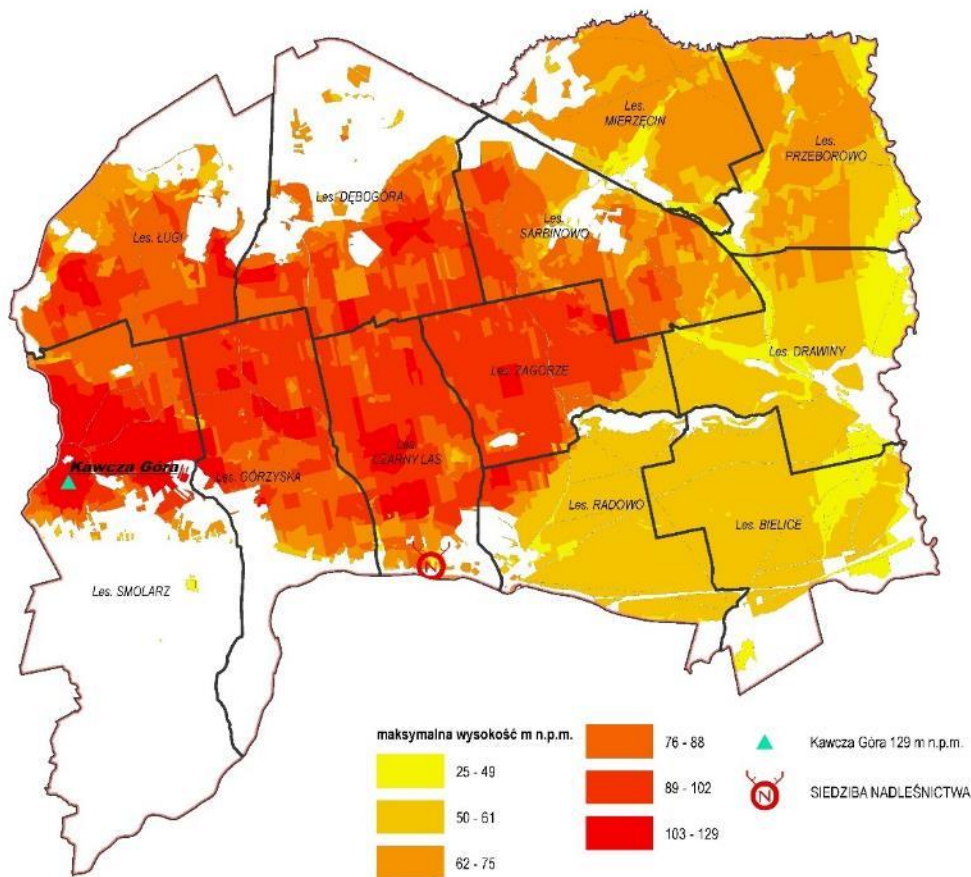 Les.
MIERZĘCIN
Les.
PRZEBOROWO
Les. DĘBOGÓRA
Les.
SARBINOWO
Les. ŁUGI
Les. DRAWINY
Les. ZAGÓRZE
Les.
CZARNY LAS
Kawcza Góra
Les. GÓRZYSKA
Les. RADOWO
Les. BIELICE
N
Les. SMOLARZ
maksymalna wysokość m n.p.m.
25 - 49
50 - 61
62 - 75
76 - 88
89 - 102
103 - 129
Kawcza Góra 129 m n.p.m.
N
SIEDZIBA NADLEŚNICTWA